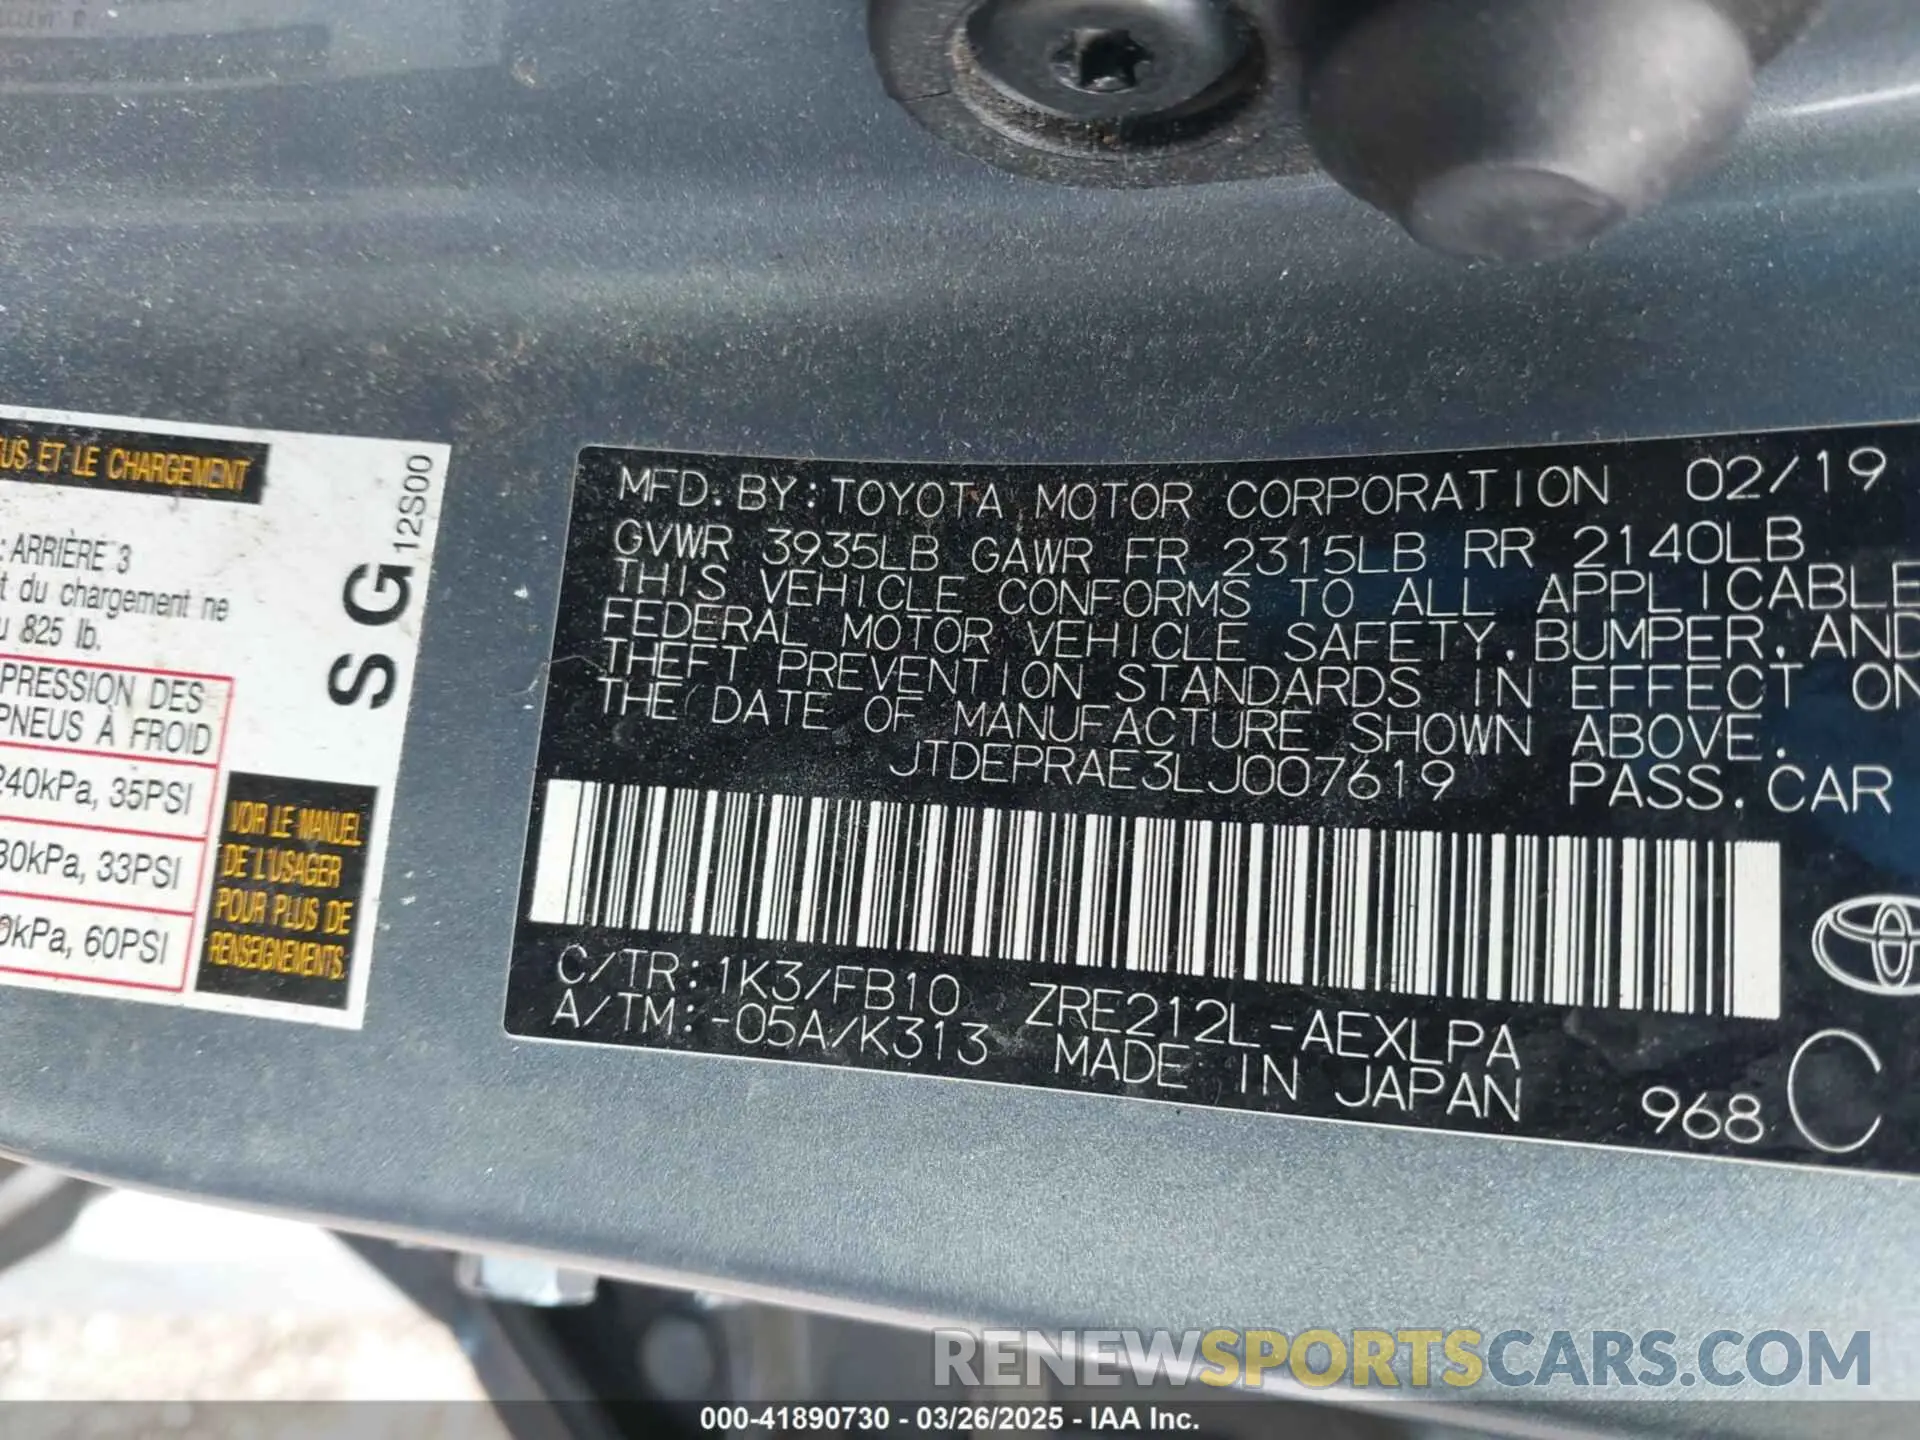 US ET LE CHARGEMENT
: ARRIÈRE 3
t du chargement ne
825 lb.
PRESSION DES
PNEUS À FROID
240kPa, 35PSI
30kPa, 33PSI
0kPa, 60PSI
VOIR LE MANUEL
DE L'USAGER
POUR PLUS DE
RENSEIGNEMENTS.
S G 12S00
MFD. BY: TOYOTA MOTOR CORPORATION 02/19
GVWR 3935LB GAWR FR 2315LB RR 2140LB
THIS VEHICLE CONFORMS TO ALL APPLICABLE
FEDERAL MOTOR VEHICLE SAFETY, BUMPER, AND
THEFT PREVENTION STANDARDS IN EFFECT ON
THE DATE OF MANUFACTURE SHOWN ABOVE.
JTDEPRAE3LJ007619 PASS. CAR
C/TR: 1K3/FB10 ZRE212L-AEXLPA
A/TM: -05A/K313 MADE IN JAPAN
968 C
RENEWSPORTSCARS.COM
000-41890730 - 03/26/2025 - IAA Inc.